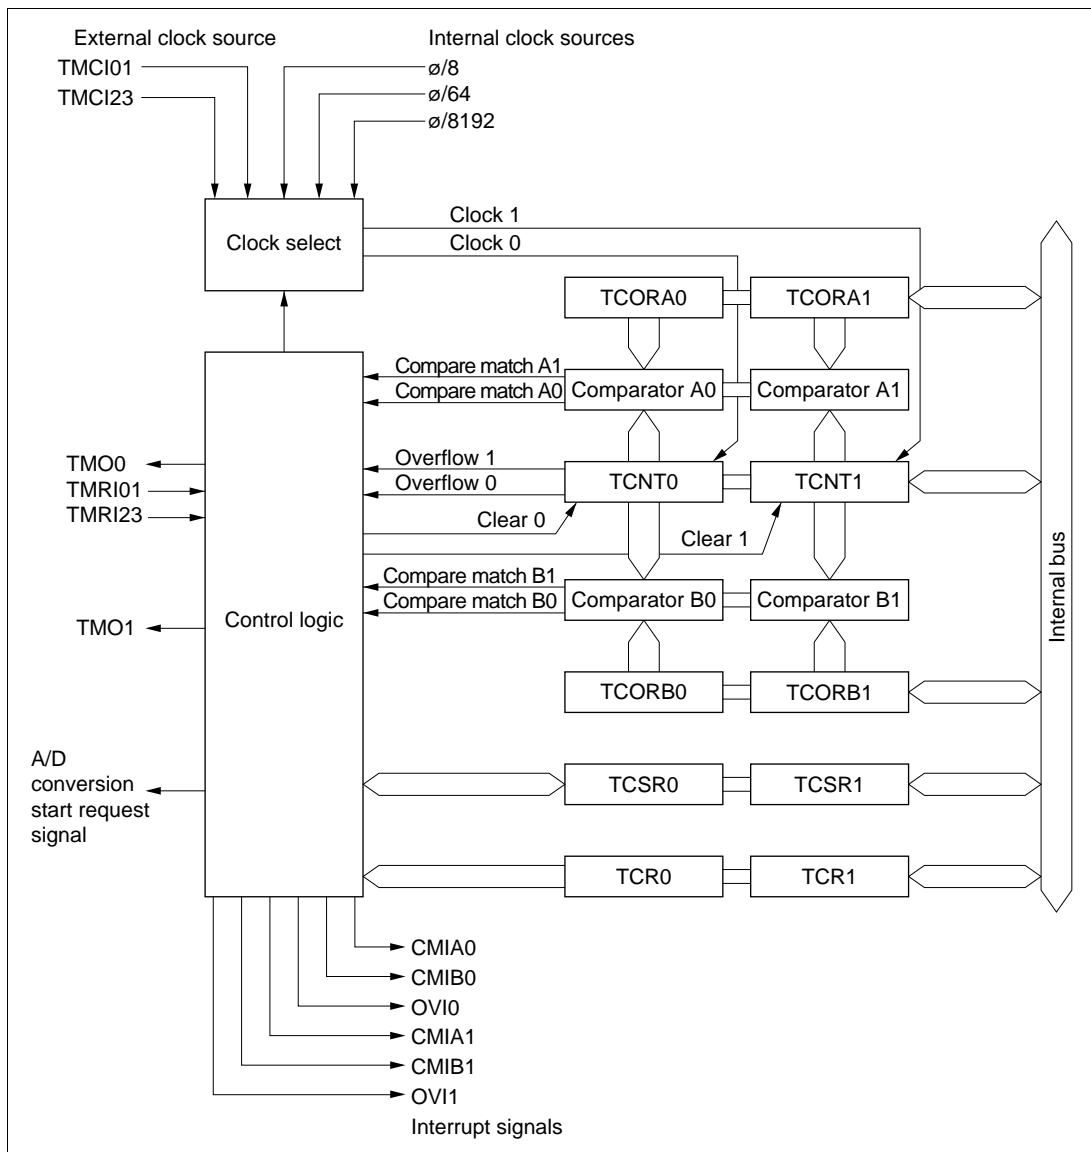 External clock source
Internal clock sources
TMCI01
ø/8
TMCI23
ø/64
ø/8192
Clock select
Clock 1
Clock 0
TCORA0
TCORA1
Compare match A1
Compare match A0
Comparator A0
Comparator A1
TMO0
TMRI01
TMRI23
Overflow 1
Overflow 0
TCNT0
TCNT1
Clear 0
Clear 1
Compare match B1
Compare match B0
Comparator B0
Comparator B1
TMO1
Control logic
TCORB0
TCORB1
Internal bus
A/D
conversion
start request
signal
TCSR0
TCSR1
TCR0
TCR1
CMIA0
CMIB0
OVI0
CMIA1
CMIB1
OVI1
Interrupt signals